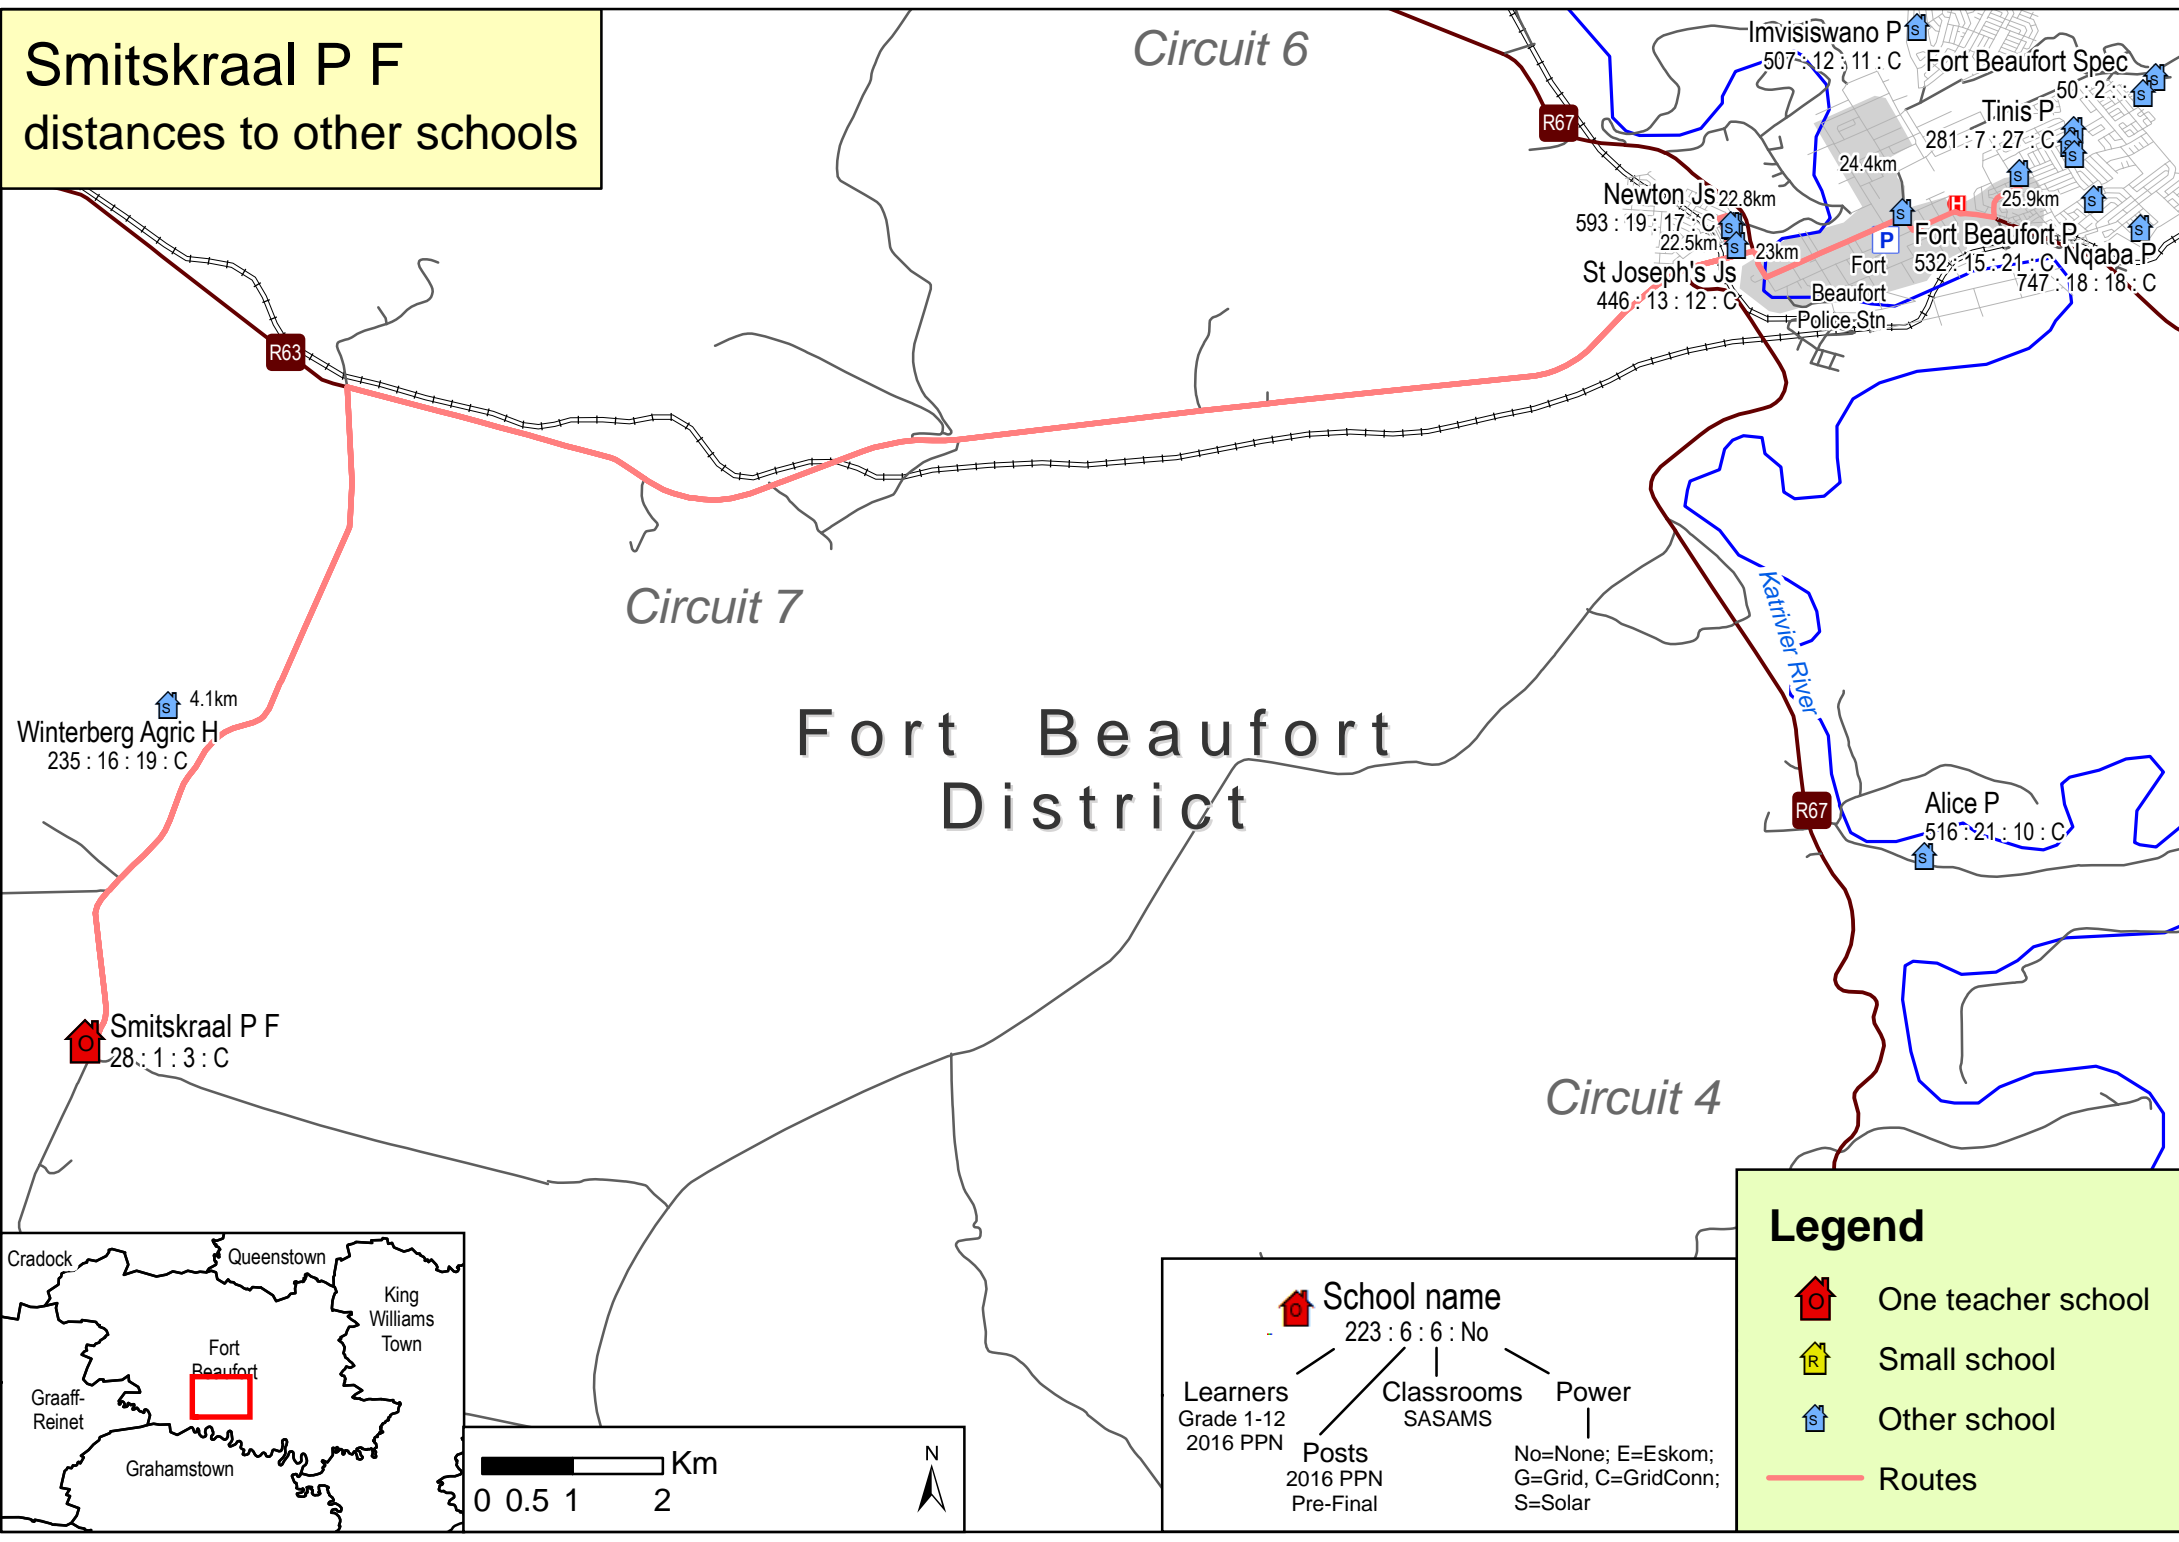 Smitskraal P F
distances to other schools
Circuit 6
R67
Imvisiswano P
S
507 : 12 : 11 : C
Fort Beaufort Spec
50 : 2 : :
S
S
Tinis P
281 : 7 : 27 : C
S
S
24.4km
Newton Js
22.8km
593 : 19 : 17 : C
S
22.5km
S
23km
St Joseph's Js
446 : 13 : 12 : C
S
S
H
25.9km
S
S
P
Fort Beaufort P
532 : 15 : 21 : C
Nqaba P
747 : 18 : 18 : C
Fort
Beaufort
Police Stn
R63
Circuit 7
Katrivier River
S
4.1km
Winterberg Agric H
235 : 16 : 19 : C
Fort Beaufort
District
R67
Alice P
516 : 21 : 10 : C
S
O
Smitskraal P F
28 : 1 : 3 : C
Circuit 4
Cradock
Queenstown
King
Williams
Town
Fort
Beaufort
Graaff-
Reinet
Grahamstown
Km
0 0.5 1 2
N
O
School name
223 : 6 : 6 : No
Learners
Grade 1-12
2016 PPN
Posts
2016 PPN
Pre-Final
Classrooms
SASAMS
Power
No=None; E=Eskom;
G=Grid, C=GridConn;
S=Solar
Legend
O
One teacher school
R
Small school
S
Other school
Routes